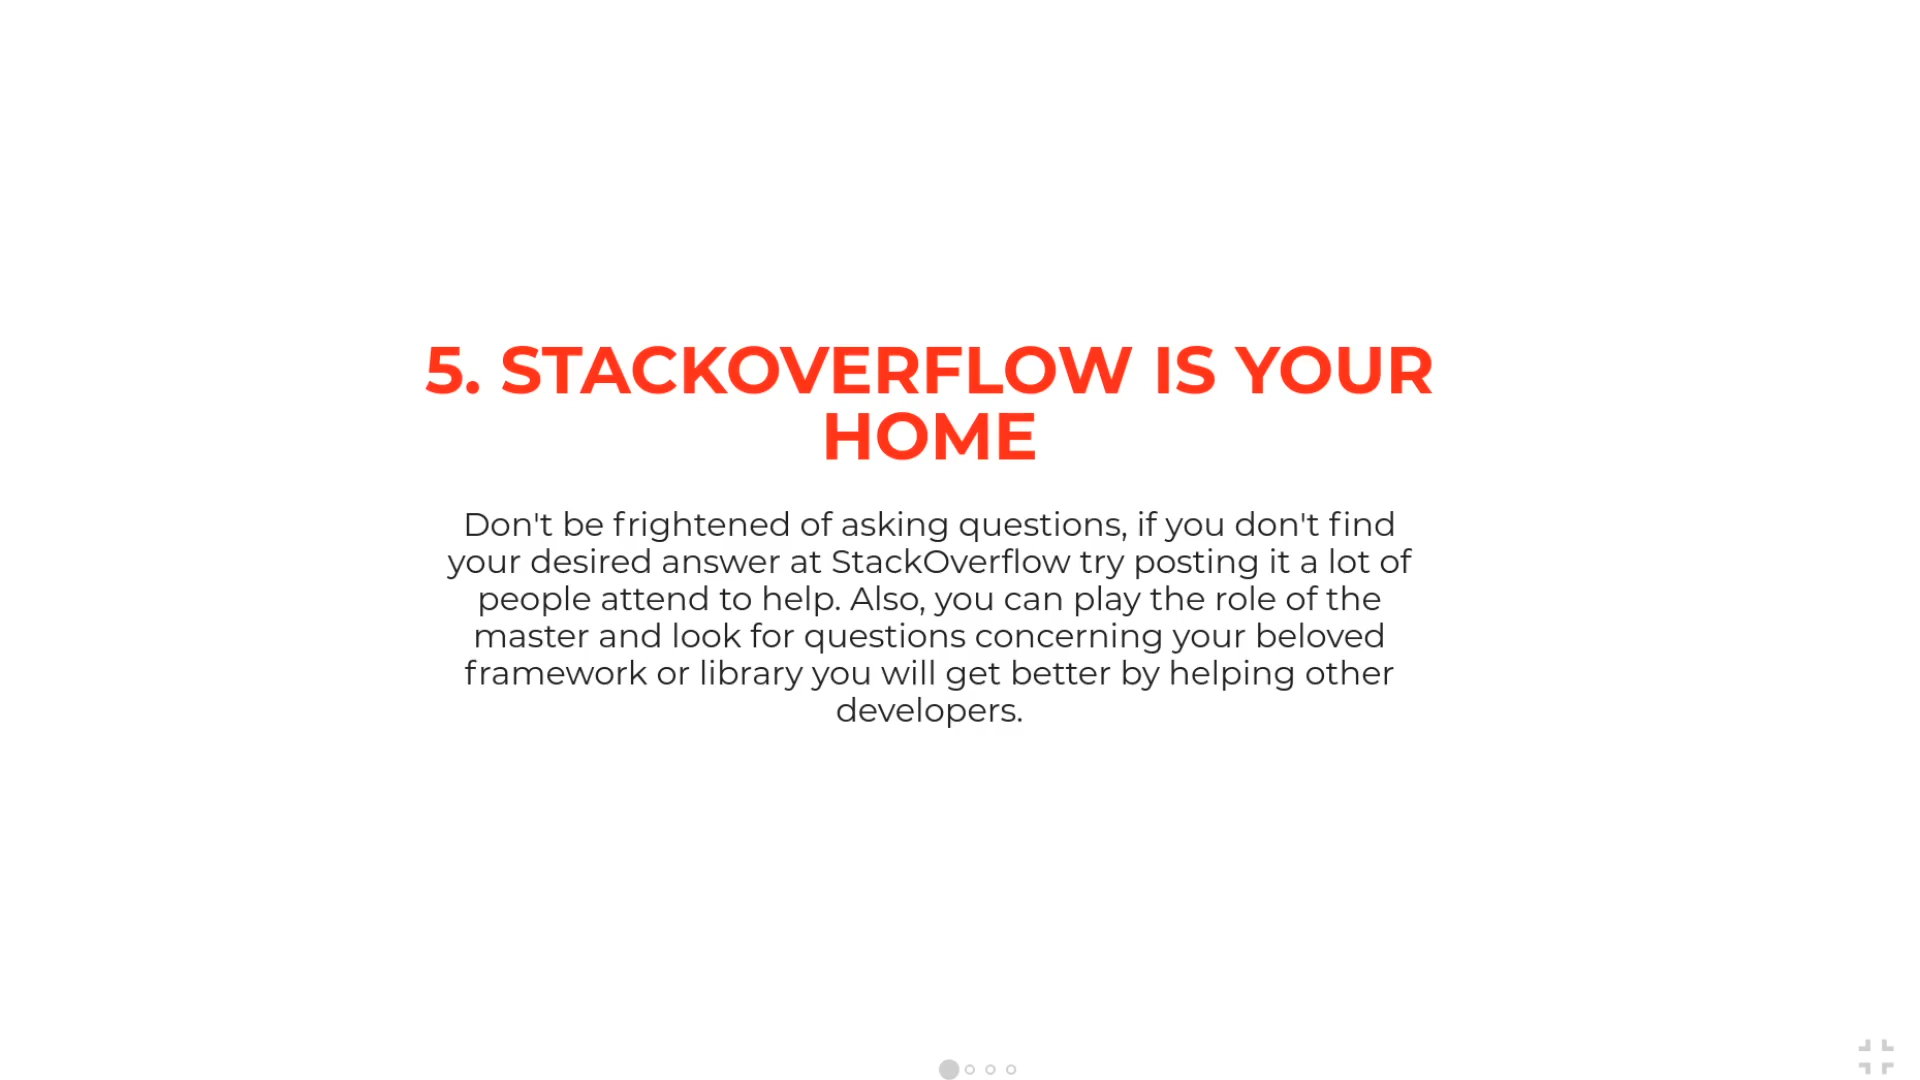 5. STACKOVERFLOW IS YOUR
HOME
Don't be frightened of asking questions, if you don't find
your desired answer at StackOverflow try posting it a lot of
people attend to help. Also, you can play the role of the
master and look for questions concerning your beloved
framework or library you will get better by helping other
developers.